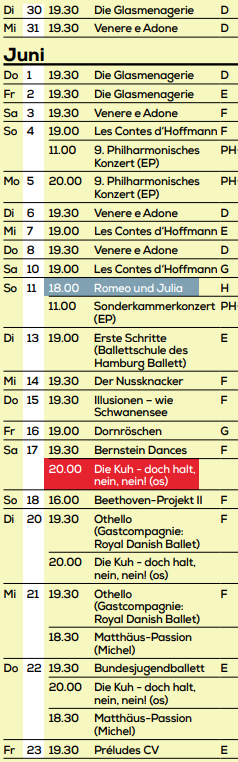 Di 30 19.30 Die Glasmenagerie D
Mi 31 19.30 Venere e Adone D
Juni
Do 1 19.30 Die Glasmenagerie D
Fr 2 19.30 Die Glasmenagerie E
Sa 3 19.30 Venere e Adone F
So 4 19.00 Les Contes d'Hoffmann F
11.00 9. Philharmonisches PH
Konzert (EP)
Mo 5 20.00 9. Philharmonisches PH
Konzert (EP)
Di 6 19.30 Venere e Adone D
Mi 7 19.00 Les Contes d'Hoffmann E
Do 8 19.30 Venere e Adone D
Sa 10 19.00 Les Contes d'Hoffmann G
So 11 18.00 Romeo und Julia H
11.00 Sonderkammerkonzert PH
(EP)
Di 13 19.00 Erste Schritte E
(Ballettschule des
Hamburg Ballett)
Mi 14 19.30 Der Nussknacker F
Do 15 19.30 Illusionen – wie F
Schwanensee
Fr 16 19.00 Dornröschen G
Sa 17 19.30 Bernstein Dances F
20.00 Die Kuh - doch halt,
nein, nein! (os)
So 18 16.00 Beethoven-Projekt II F
Di 20 19.30 Othello F
(Gastcompagnie:
Royal Danish Ballet)
20.00 Die Kuh - doch halt,
nein, nein! (os)
Mi 21 19.30 Othello F
(Gastcompagnie:
Royal Danish Ballet)
18.30 Matthäus-Passion
(Michel)
Do 22 19.30 Bundesjugendballett E
20.00 Die Kuh - doch halt,
nein, nein! (os)
18.30 Matthäus-Passion
(Michel)
Fr 23 19.30 Préludes CV E